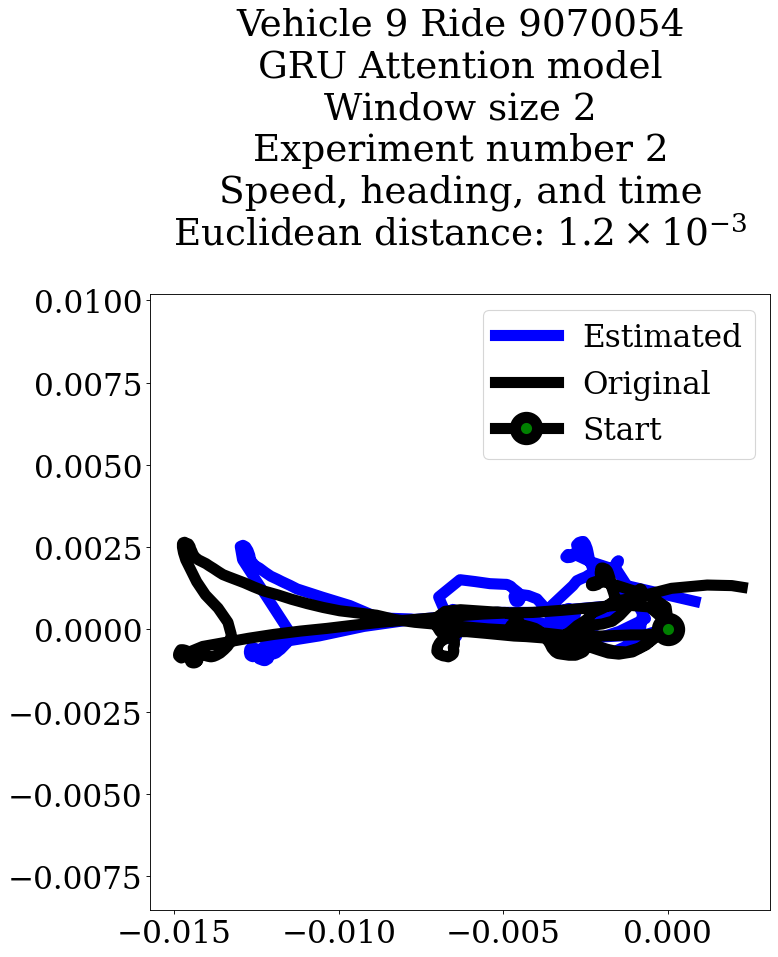 Vehicle 9 Ride 9070054
GRU Attention model
Window size 2
Experiment number 2
Speed, heading, and time
Euclidean distance: 1.2 × 10⁻³
0.0100
0.0075
0.0050
0.0025
0.0000
−0.0025
−0.0050
−0.0075
Estimated
Original
Start
−0.015 −0.010 −0.005 0.000